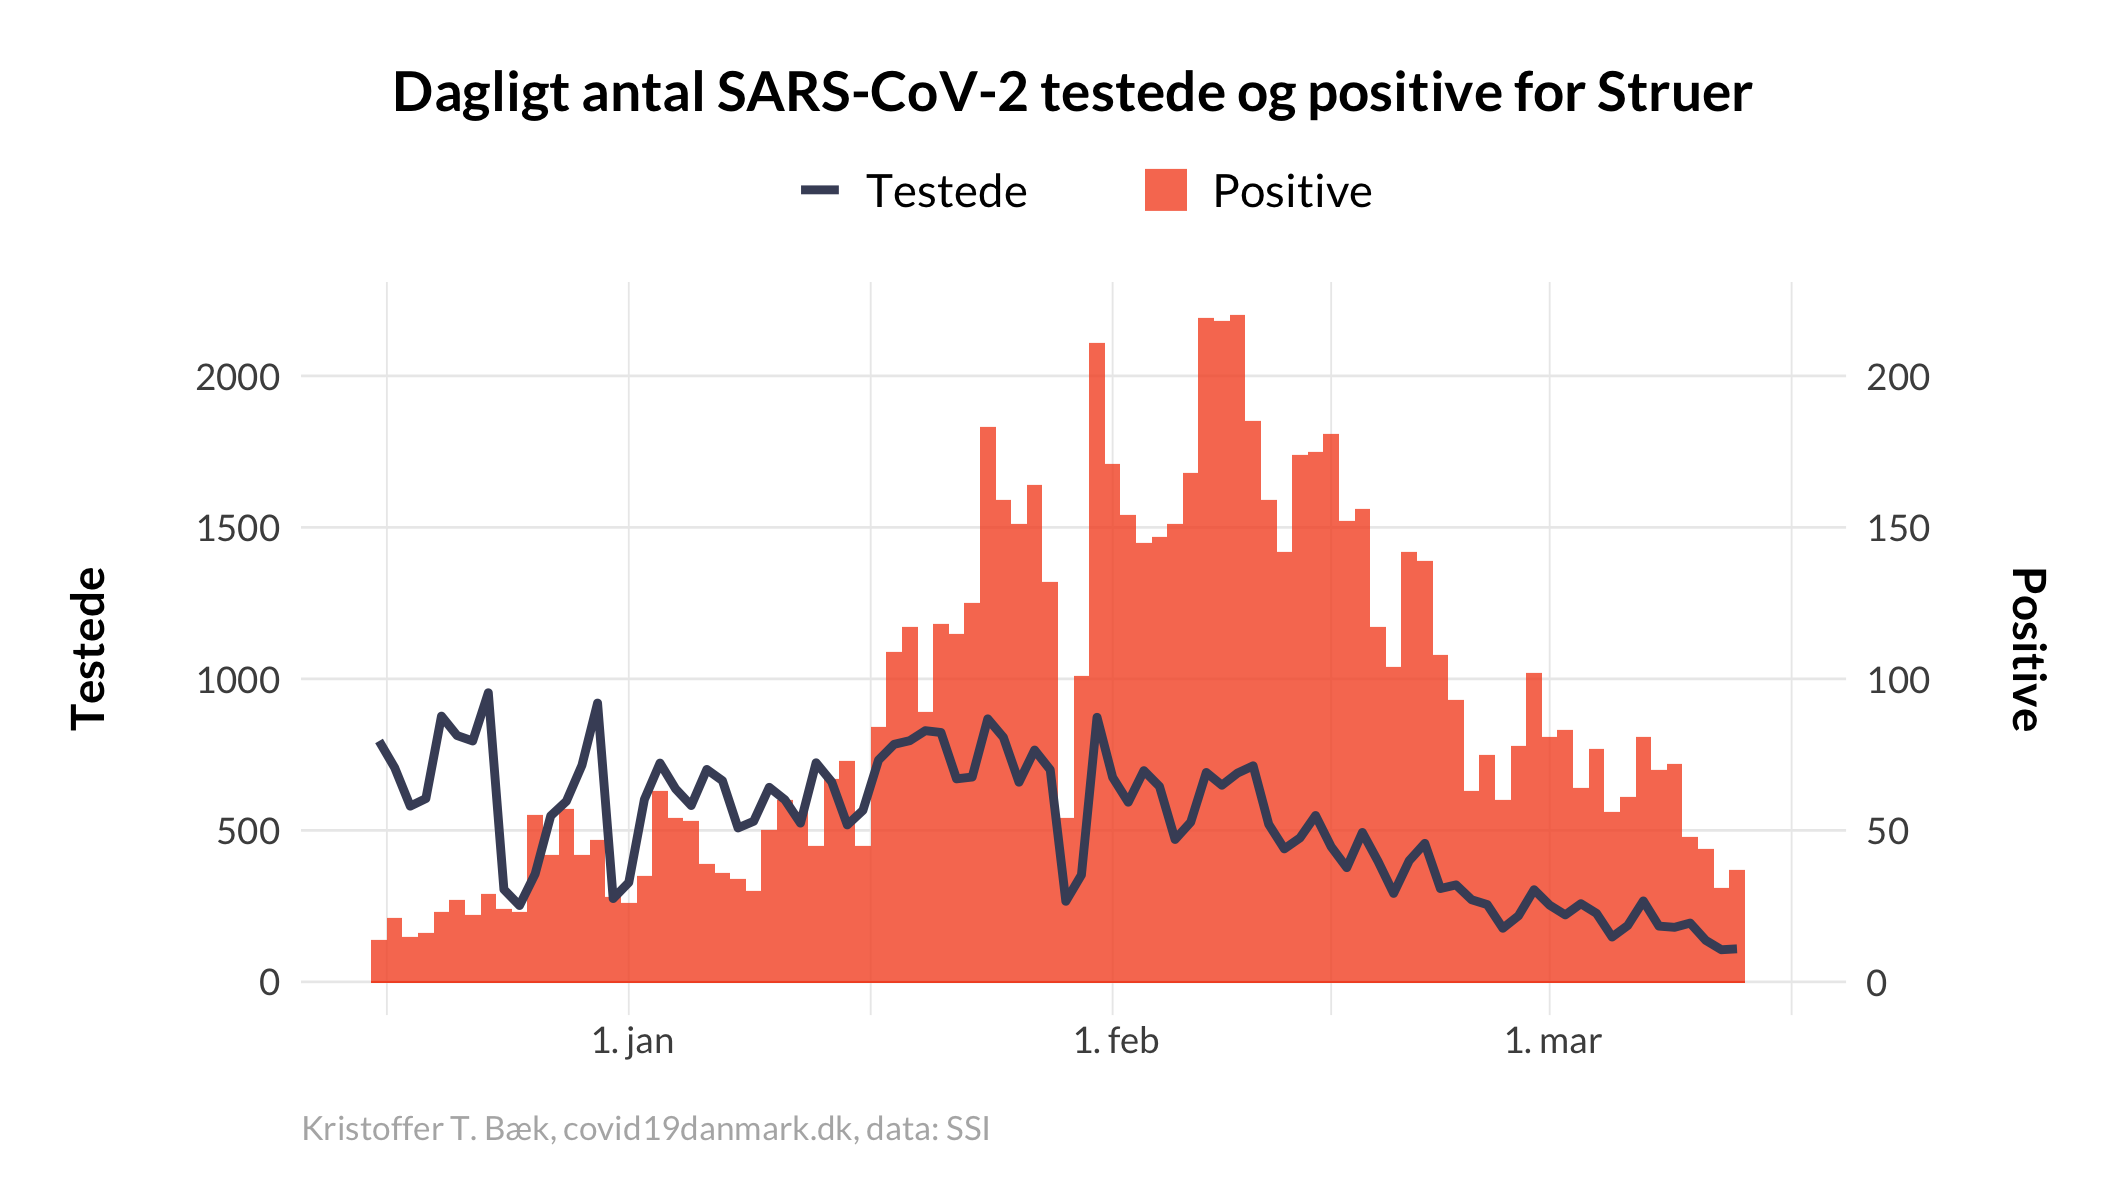 Dagligt antal SARS-CoV-2 testede og positive for Struer
Testede
Positive
2000
1500
1000
500
0
200
150
100
50
0
Testede
Positive
1. jan
1. feb
1. mar
Kristoffer T. Bæk, covid19danmark.dk, data: SSI